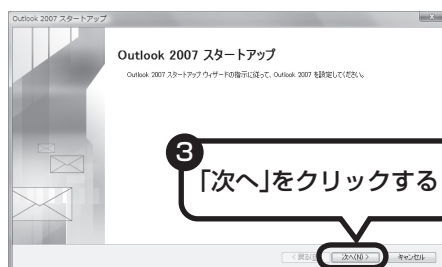 Outlook 2007 スタートアップ
Outlook 2007 スタートアップ
Outlook 2007 スタートアップ ウィザードの指示に従って、Outlook 2007 を設定してください。
3
「次へ」をクリックする
< 戻る(B) 次へ(N) > キャンセル